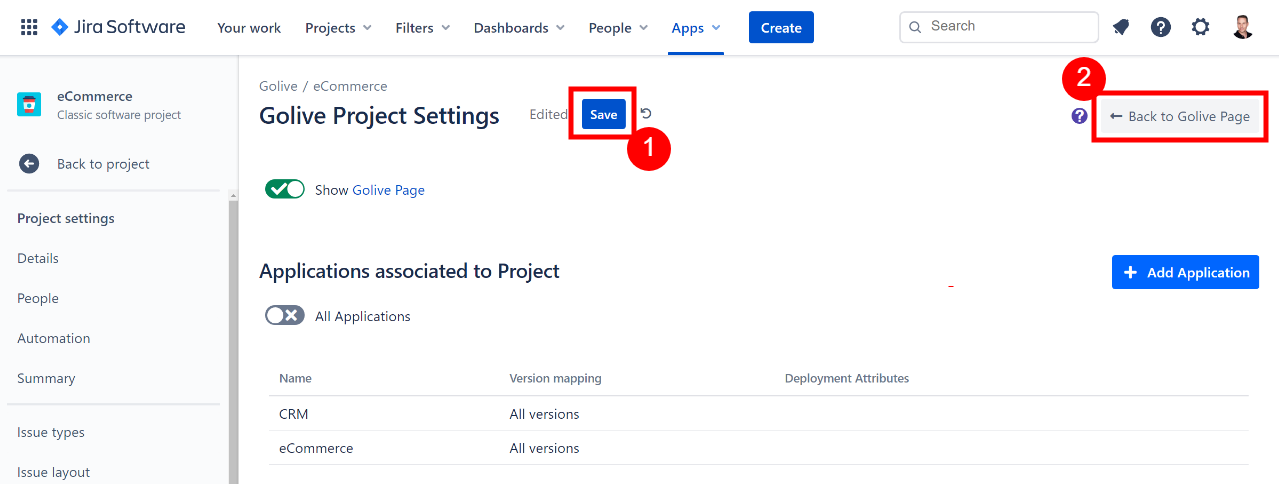 Jira Software Your work Projects Filters Dashboards People Apps Create Search
eCommerce
Classic software project
Back to project
Project settings
Details
People
Automation
Summary
Issue types
Issue layout
Golive / eCommerce
Golive Project Settings Edited Save
1
2
? Back to Golive Page
Show Golive Page
Applications associated to Project
+ Add Application
All Applications
Name Version mapping Deployment Attributes
CRM All versions
eCommerce All versions